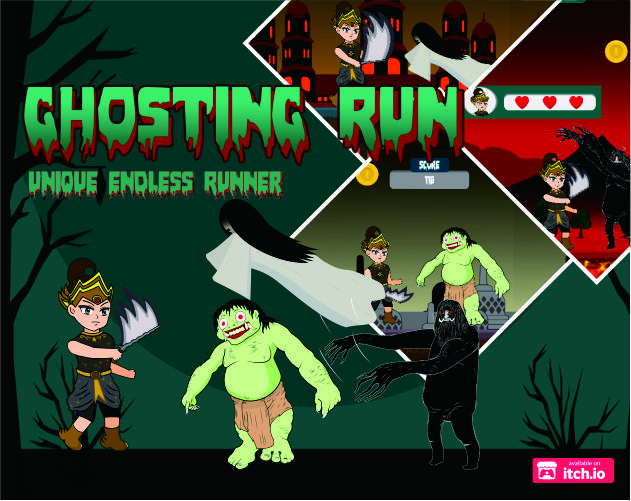 GHOSTING RUN
UNIQUE ENDLESS RUNNER
SCORE
118
available on
itch.io